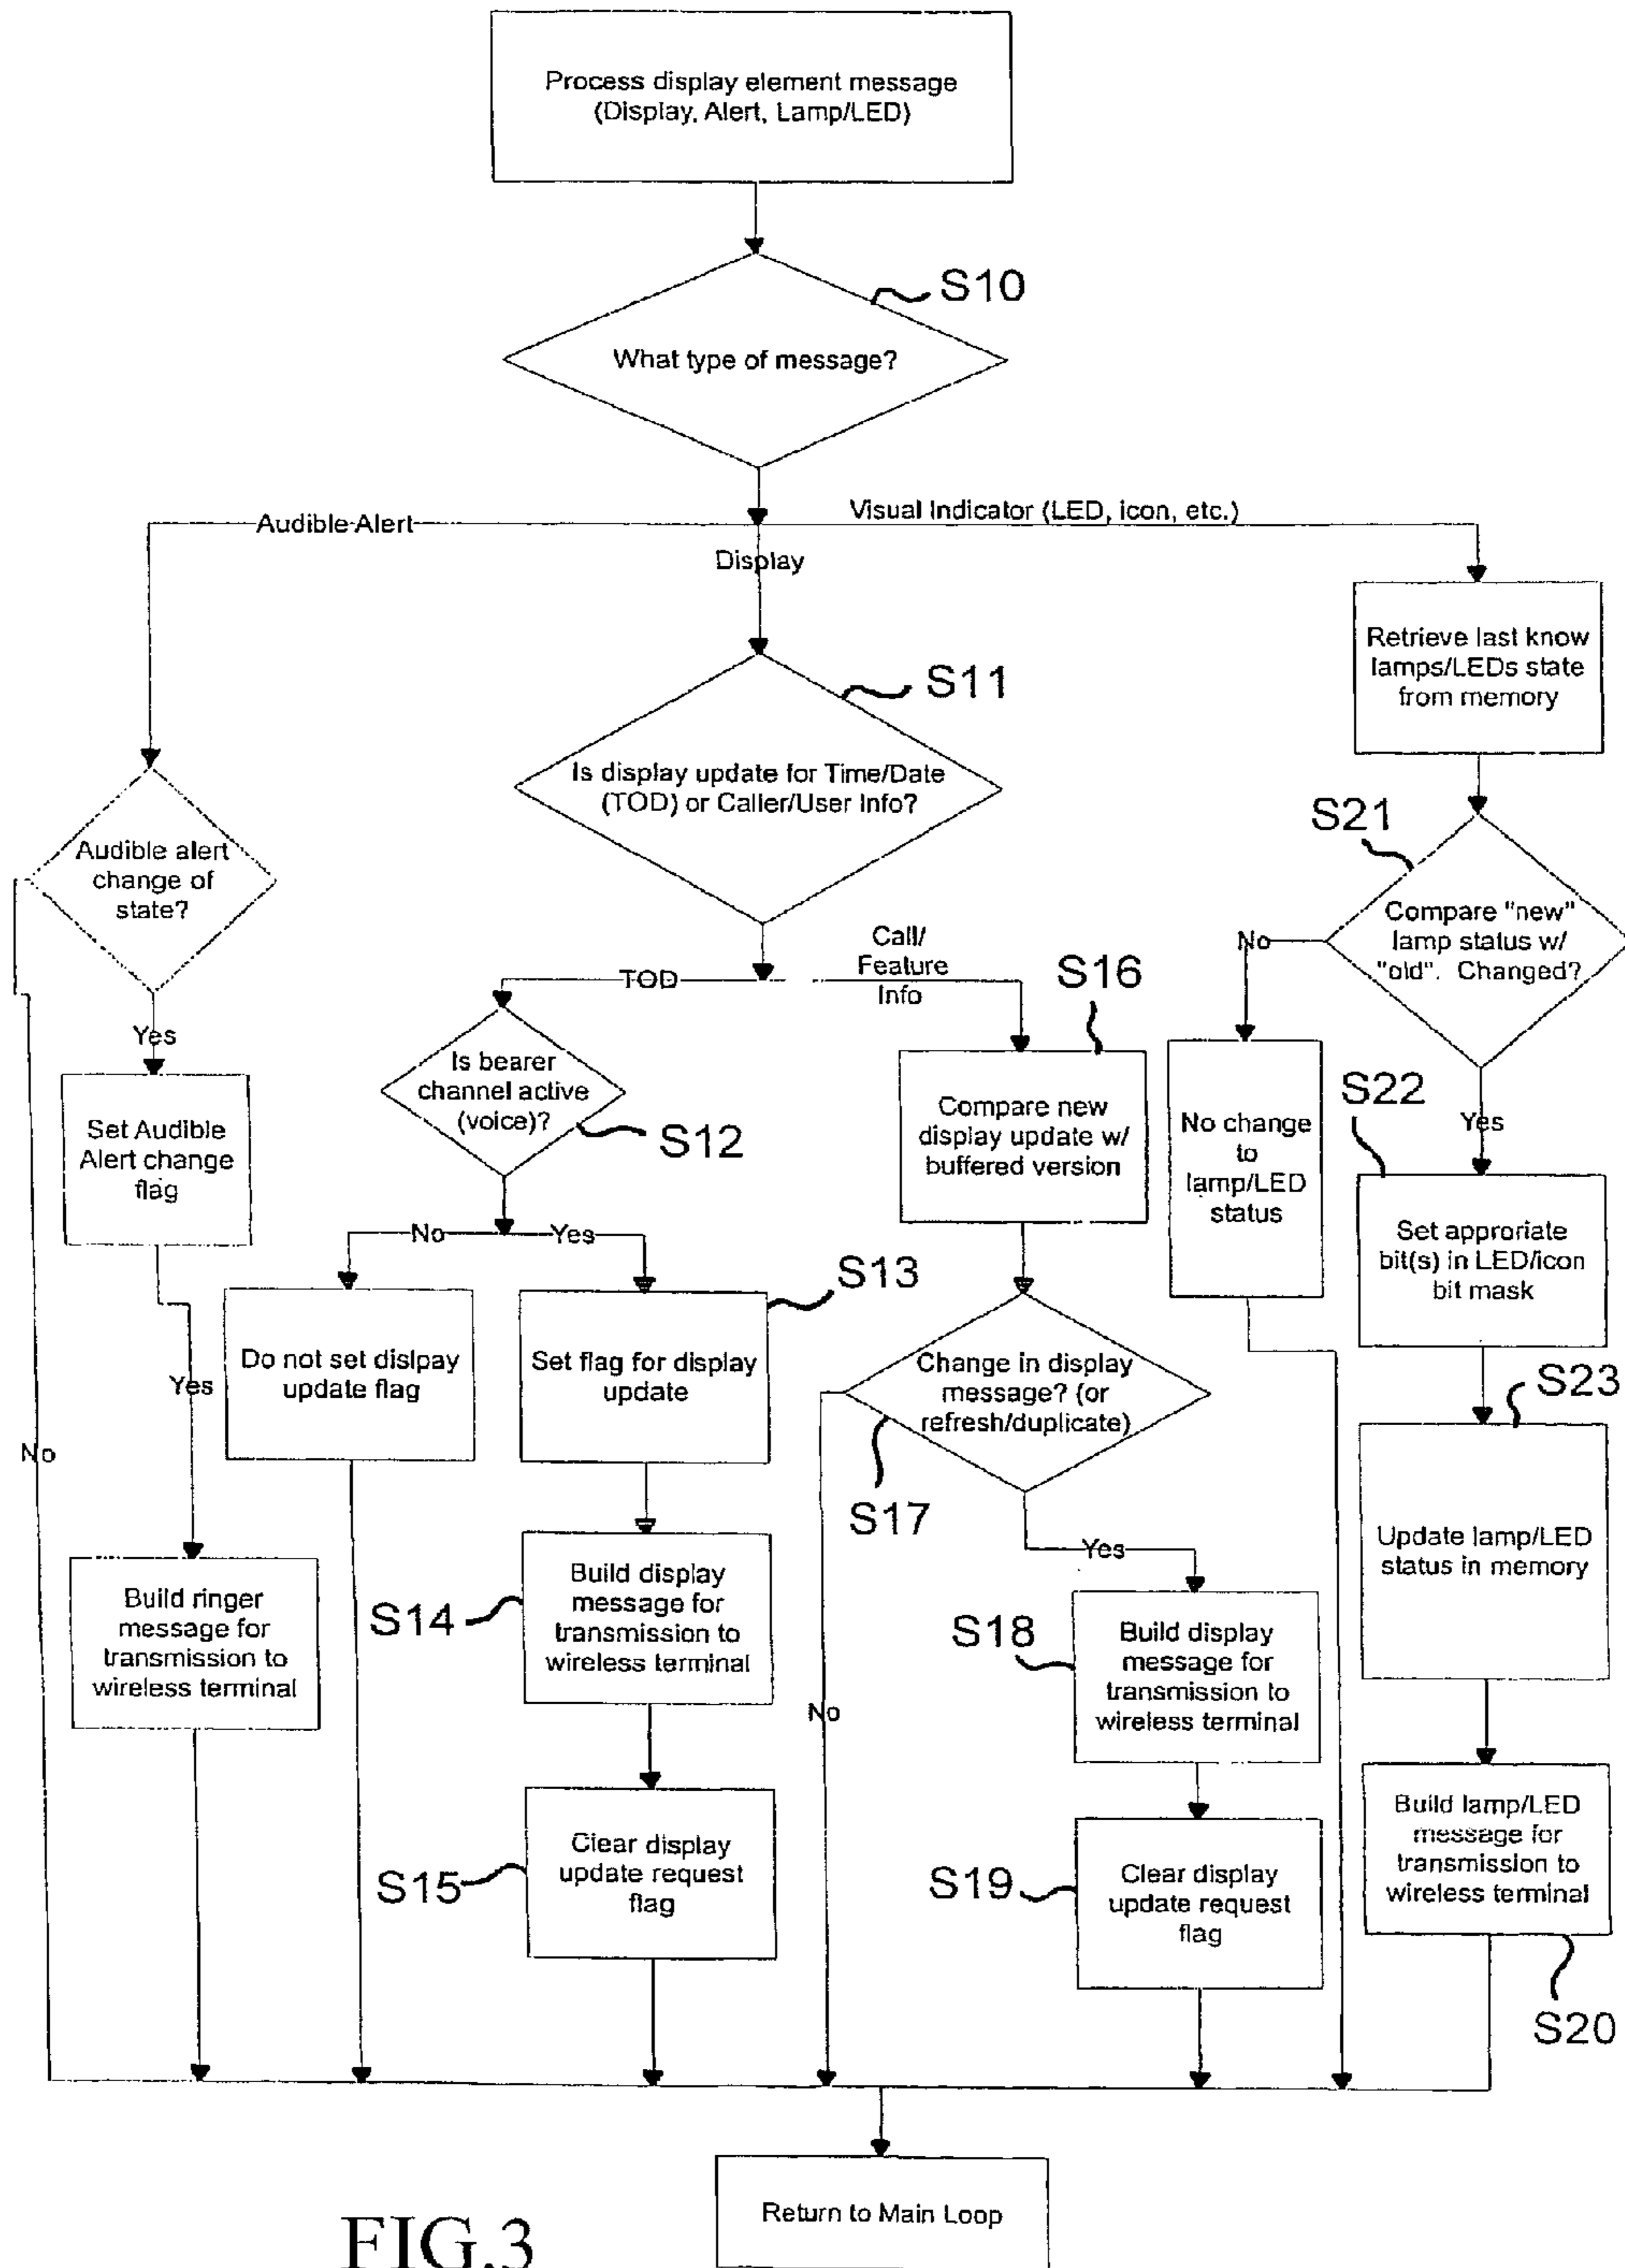 Process display element message
(Display, Alert, Lamp/LED)
S10
What type of message?
Audible Alert
Display
Visual Indicator (LED, icon, etc.)
Audible alert
change of
state?
No
Yes
Set Audible
Alert change
flag
Yes
Build ringer
message for
transmission to
wireless terminal
S11
Is display update for Time/Date
(TOD) or Caller/User Info?
TOD
Call/
Feature
Info
Is bearer
channel active
(voice)?
S12
No
Yes
Do not set dislpay
update flag
S13
Set flag for display
update
S14
Build display
message for
transmission to
wireless terminal
S15
Clear display
update request
flag
S16
Compare new
display update w/
buffered version
Change in display
message? (or
refresh/duplicate)
S17
No
Yes
S18
Build display
message for
transmission to
wireless terminal
S19
Clear display
update request
flag
Retrieve last know
lamps/LEDs state
from memory
S21
Compare "new"
lamp status w/
"old". Changed?
No
Yes
No change
to
lamp/LED
status
S22
Set approriate
bit(s) in LED/icon
bit mask
S23
Update lamp/LED
status in memory
Build lamp/LED
message for
transmission to
wireless terminal
S20
Return to Main Loop
FIG.3